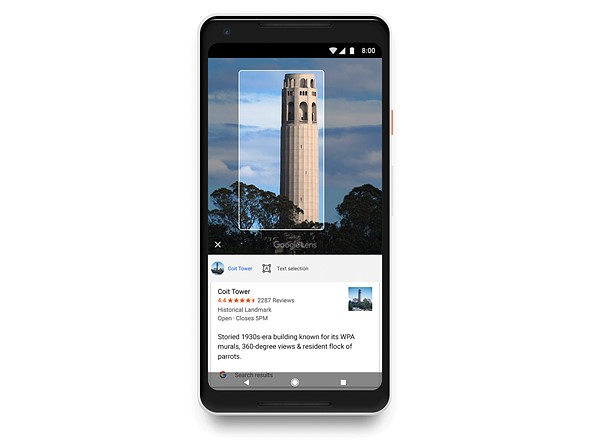 8:00
Google Lens
Coit Tower
Text selection
Coit Tower
4.4 2287 Reviews
Historical Landmark
Open · Closes 5PM
Storied 1930s-era building known for its WPA
murals, 360-degree views & resident flock of
parrots.
G Search results